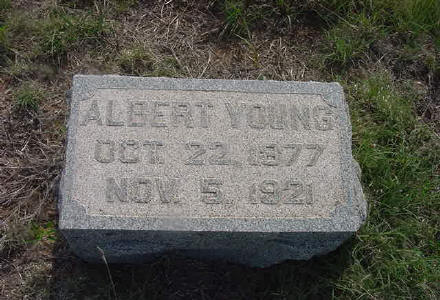 ALBERT YOUNG
OCT. 22, 1877
NOV. 5, 1921